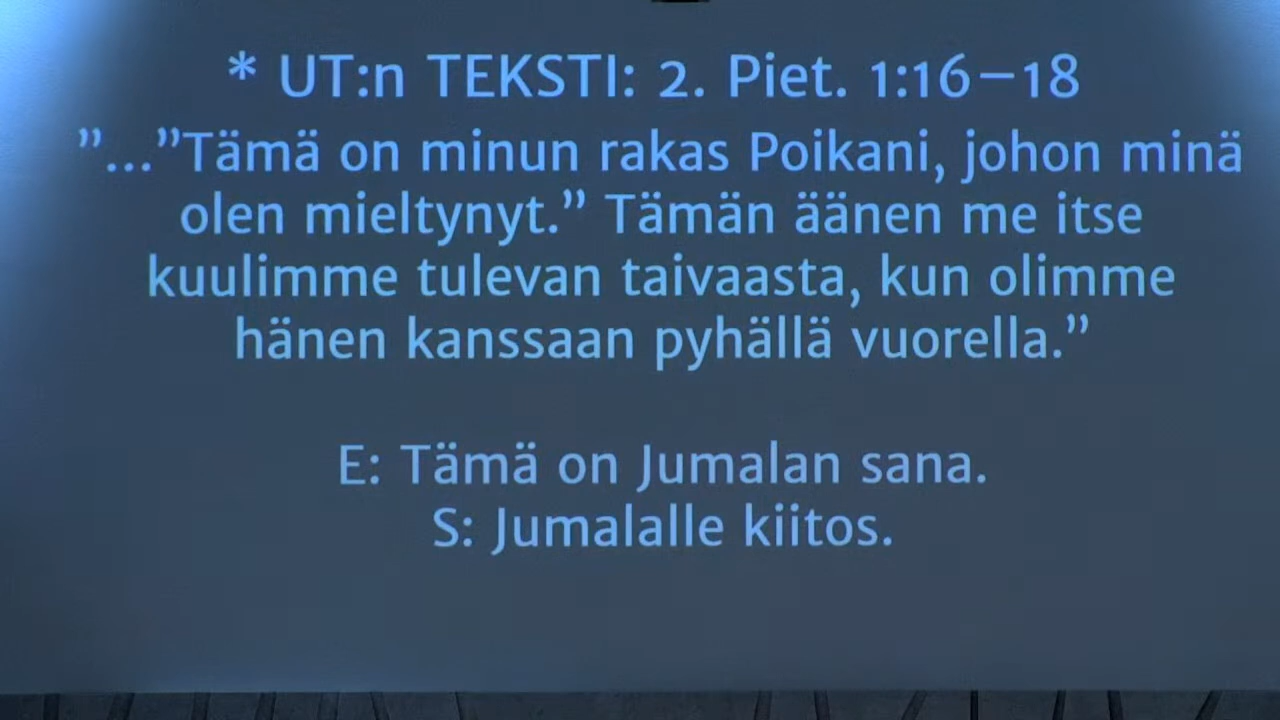 * UT:n TEKSTI: 2. Piet. 1:16–18
”...”Tämä on minun rakas Poikani, johon minä
olen mieltynyt.” Tämän äänen me itse
kuulimme tulevan taivaasta, kun olimme
hänen kanssaan pyhällä vuorella.”
E: Tämä on Jumalan sana.
S: Jumalalle kiitos.